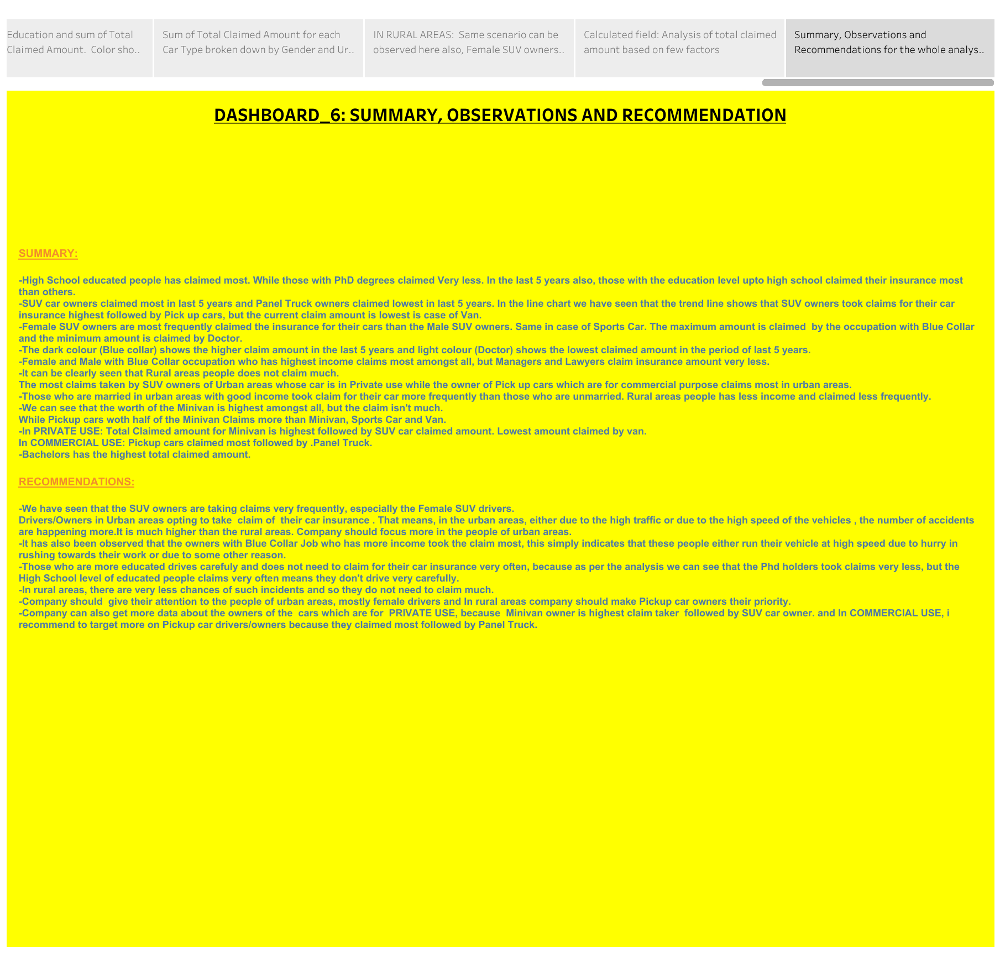 Education and sum of Total
Claimed Amount.  Color sho..
Sum of Total Claimed Amount for each
Car Type broken down by Gender and Ur..
IN RURAL AREAS:  Same scenario can be
observed here also, Female SUV owners..
Calculated field: Analysis of total claimed
amount based on few factors
Summary, Observations and
Recommendations for the whole analys..
DASHBOARD_6: SUMMARY, OBSERVATIONS AND RECOMMENDATION
SUMMARY:
-High School educated people has claimed most. While those with PhD degrees claimed Very less. In the last 5 years also, those with the education level upto high school claimed their insurance most
than others.
-SUV car owners claimed most in last 5 years and Panel Truck owners claimed lowest in last 5 years. In the line chart we have seen that the trend line shows that SUV owners took claims for their car
insurance highest followed by Pick up cars, but the current claim amount is lowest is case of Van.
-Female SUV owners are most frequently claimed the insurance for their cars than the Male SUV owners. Same in case of Sports Car. The maximum amount is claimed  by the occupation with Blue Collar
and the minimum amount is claimed by Doctor.
-The dark colour (Blue collar) shows the higher claim amount in the last 5 years and light colour (Doctor) shows the lowest claimed amount in the period of last 5 years.
-Female and Male with Blue Collar occupation who has highest income claims most amongst all, but Managers and Lawyers claim insurance amount very less.
-It can be clearly seen that Rural areas people does not claim much.
The most claims taken by SUV owners of Urban areas whose car is in Private use while the owner of Pick up cars which are for commercial purpose claims most in urban areas.
-Those who are married in urban areas with good income took claim for their car more frequently than those who are unmarried. Rural areas people has less income and claimed less frequently.
-We can see that the worth of the Minivan is highest amongst all, but the claim isn't much.
While Pickup cars woth half of the Minivan Claims more than Minivan, Sports Car and Van.
-In PRIVATE USE: Total Claimed amount for Minivan is highest followed by SUV car claimed amount. Lowest amount claimed by van.
In COMMERCIAL USE: Pickup cars claimed most followed by .Panel Truck.
-Bachelors has the highest total claimed amount.
RECOMMENDATIONS:
-We have seen that the SUV owners are taking claims very frequently, especially the Female SUV drivers.
Drivers/Owners in Urban areas opting to take  claim of  their car insurance . That means, in the urban areas, either due to the high traffic or due to the high speed of the vehicles , the number of accidents
are happening more.It is much higher than the rural areas. Company should focus more in the people of urban areas.
-It has also been observed that the owners with Blue Collar Job who has more income took the claim most, this simply indicates that these people either run their vehicle at high speed due to hurry in
rushing towards their work or due to some other reason.
-Those who are more educated drives carefuly and does not need to claim for their car insurance very often, because as per the analysis we can see that the Phd holders took claims very less, but the
High School level of educated people claims very often means they don't drive very carefully.
-In rural areas, there are very less chances of such incidents and so they do not need to claim much.
-Company should  give their attention to the people of urban areas, mostly female drivers and In rural areas company should make Pickup car owners their priority.
-Company can also get more data about the owners of the  cars which are for  PRIVATE USE, because  Minivan owner is highest claim taker  followed by SUV car owner. and In COMMERCIAL USE, i
recommend to target more on Pickup car drivers/owners because they claimed most followed by Panel Truck.